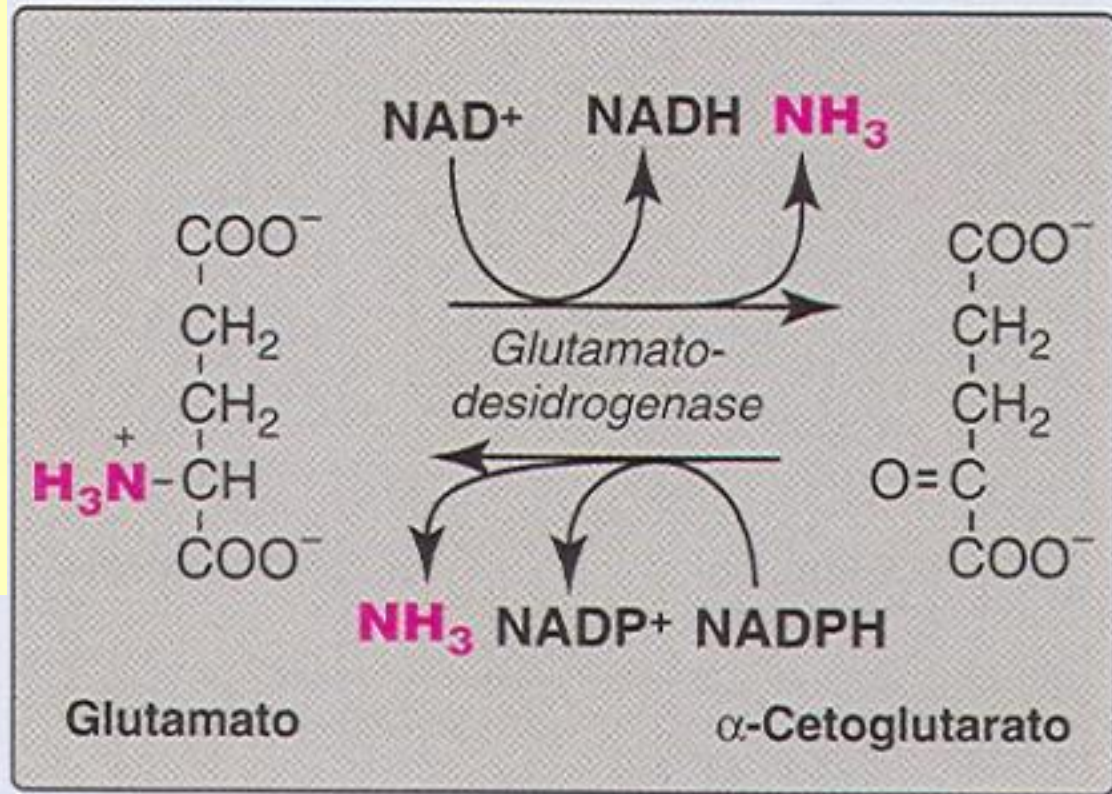 NAD+ NADH NH₃
COO⁻
CH₂
CH₂
H₃N⁺-CH
COO⁻
Glutamato-
desidrogenase
COO⁻
CH₂
CH₂
O=C
COO⁻
NH₃ NADP+ NADPH
Glutamato
α-Cetoglutarato